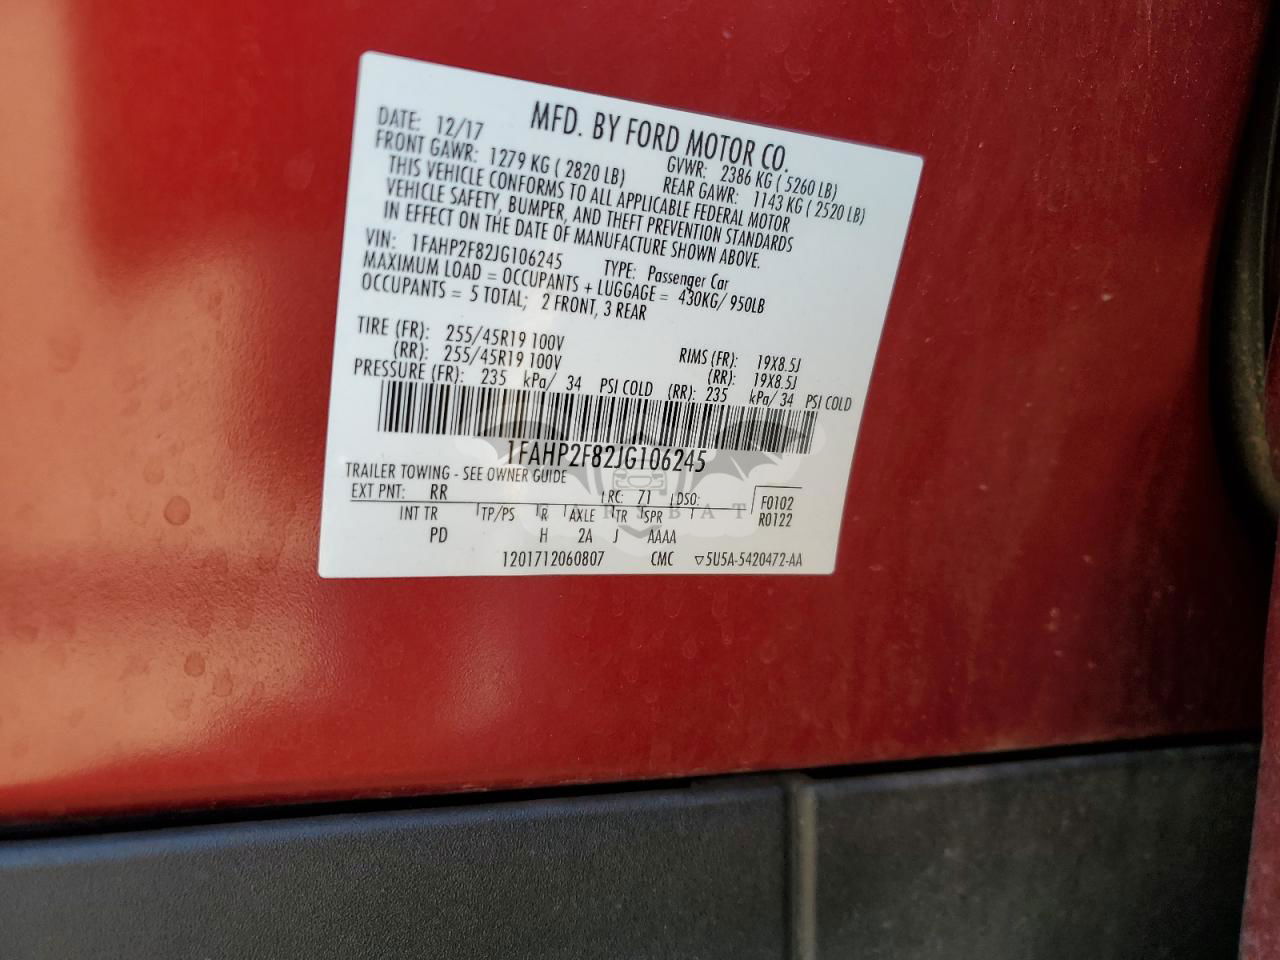 MFD. BY FORD MOTOR CO.
DATE: 12/17 GVWR: 2386 KG ( 5260 LB)
FRONT GAWR: 1279 KG ( 2820 LB) REAR GAWR: 1143 KG ( 2520 LB)
THIS VEHICLE CONFORMS TO ALL APPLICABLE FEDERAL MOTOR
VEHICLE SAFETY, BUMPER, AND THEFT PREVENTION STANDARDS
IN EFFECT ON THE DATE OF MANUFACTURE SHOWN ABOVE.
VIN: 1FAHP2F82JG106245 TYPE: Passenger Car
MAXIMUM LOAD = OCCUPANTS + LUGGAGE = 430KG/ 950LB
OCCUPANTS = 5 TOTAL; 2 FRONT, 3 REAR
TIRE (FR): 255/45R19 100V RIMS (FR): 19X8.5J
(RR): 255/45R19 100V (RR): 19X8.5J
PRESSURE (FR): 235 kPa/ 34 PSI COLD (RR): 235 kPa/ 34 PSI COLD
1FAHP2F82JG106245
TRAILER TOWING - SEE OWNER GUIDE
EXT PNT: RR RC: 71 DSO: F0102
INT TR TP/PS R AXLE TR SPR R0122
PD H 2A J AAAA
1201712060807 CMC ▽5U5A-5420472-AA